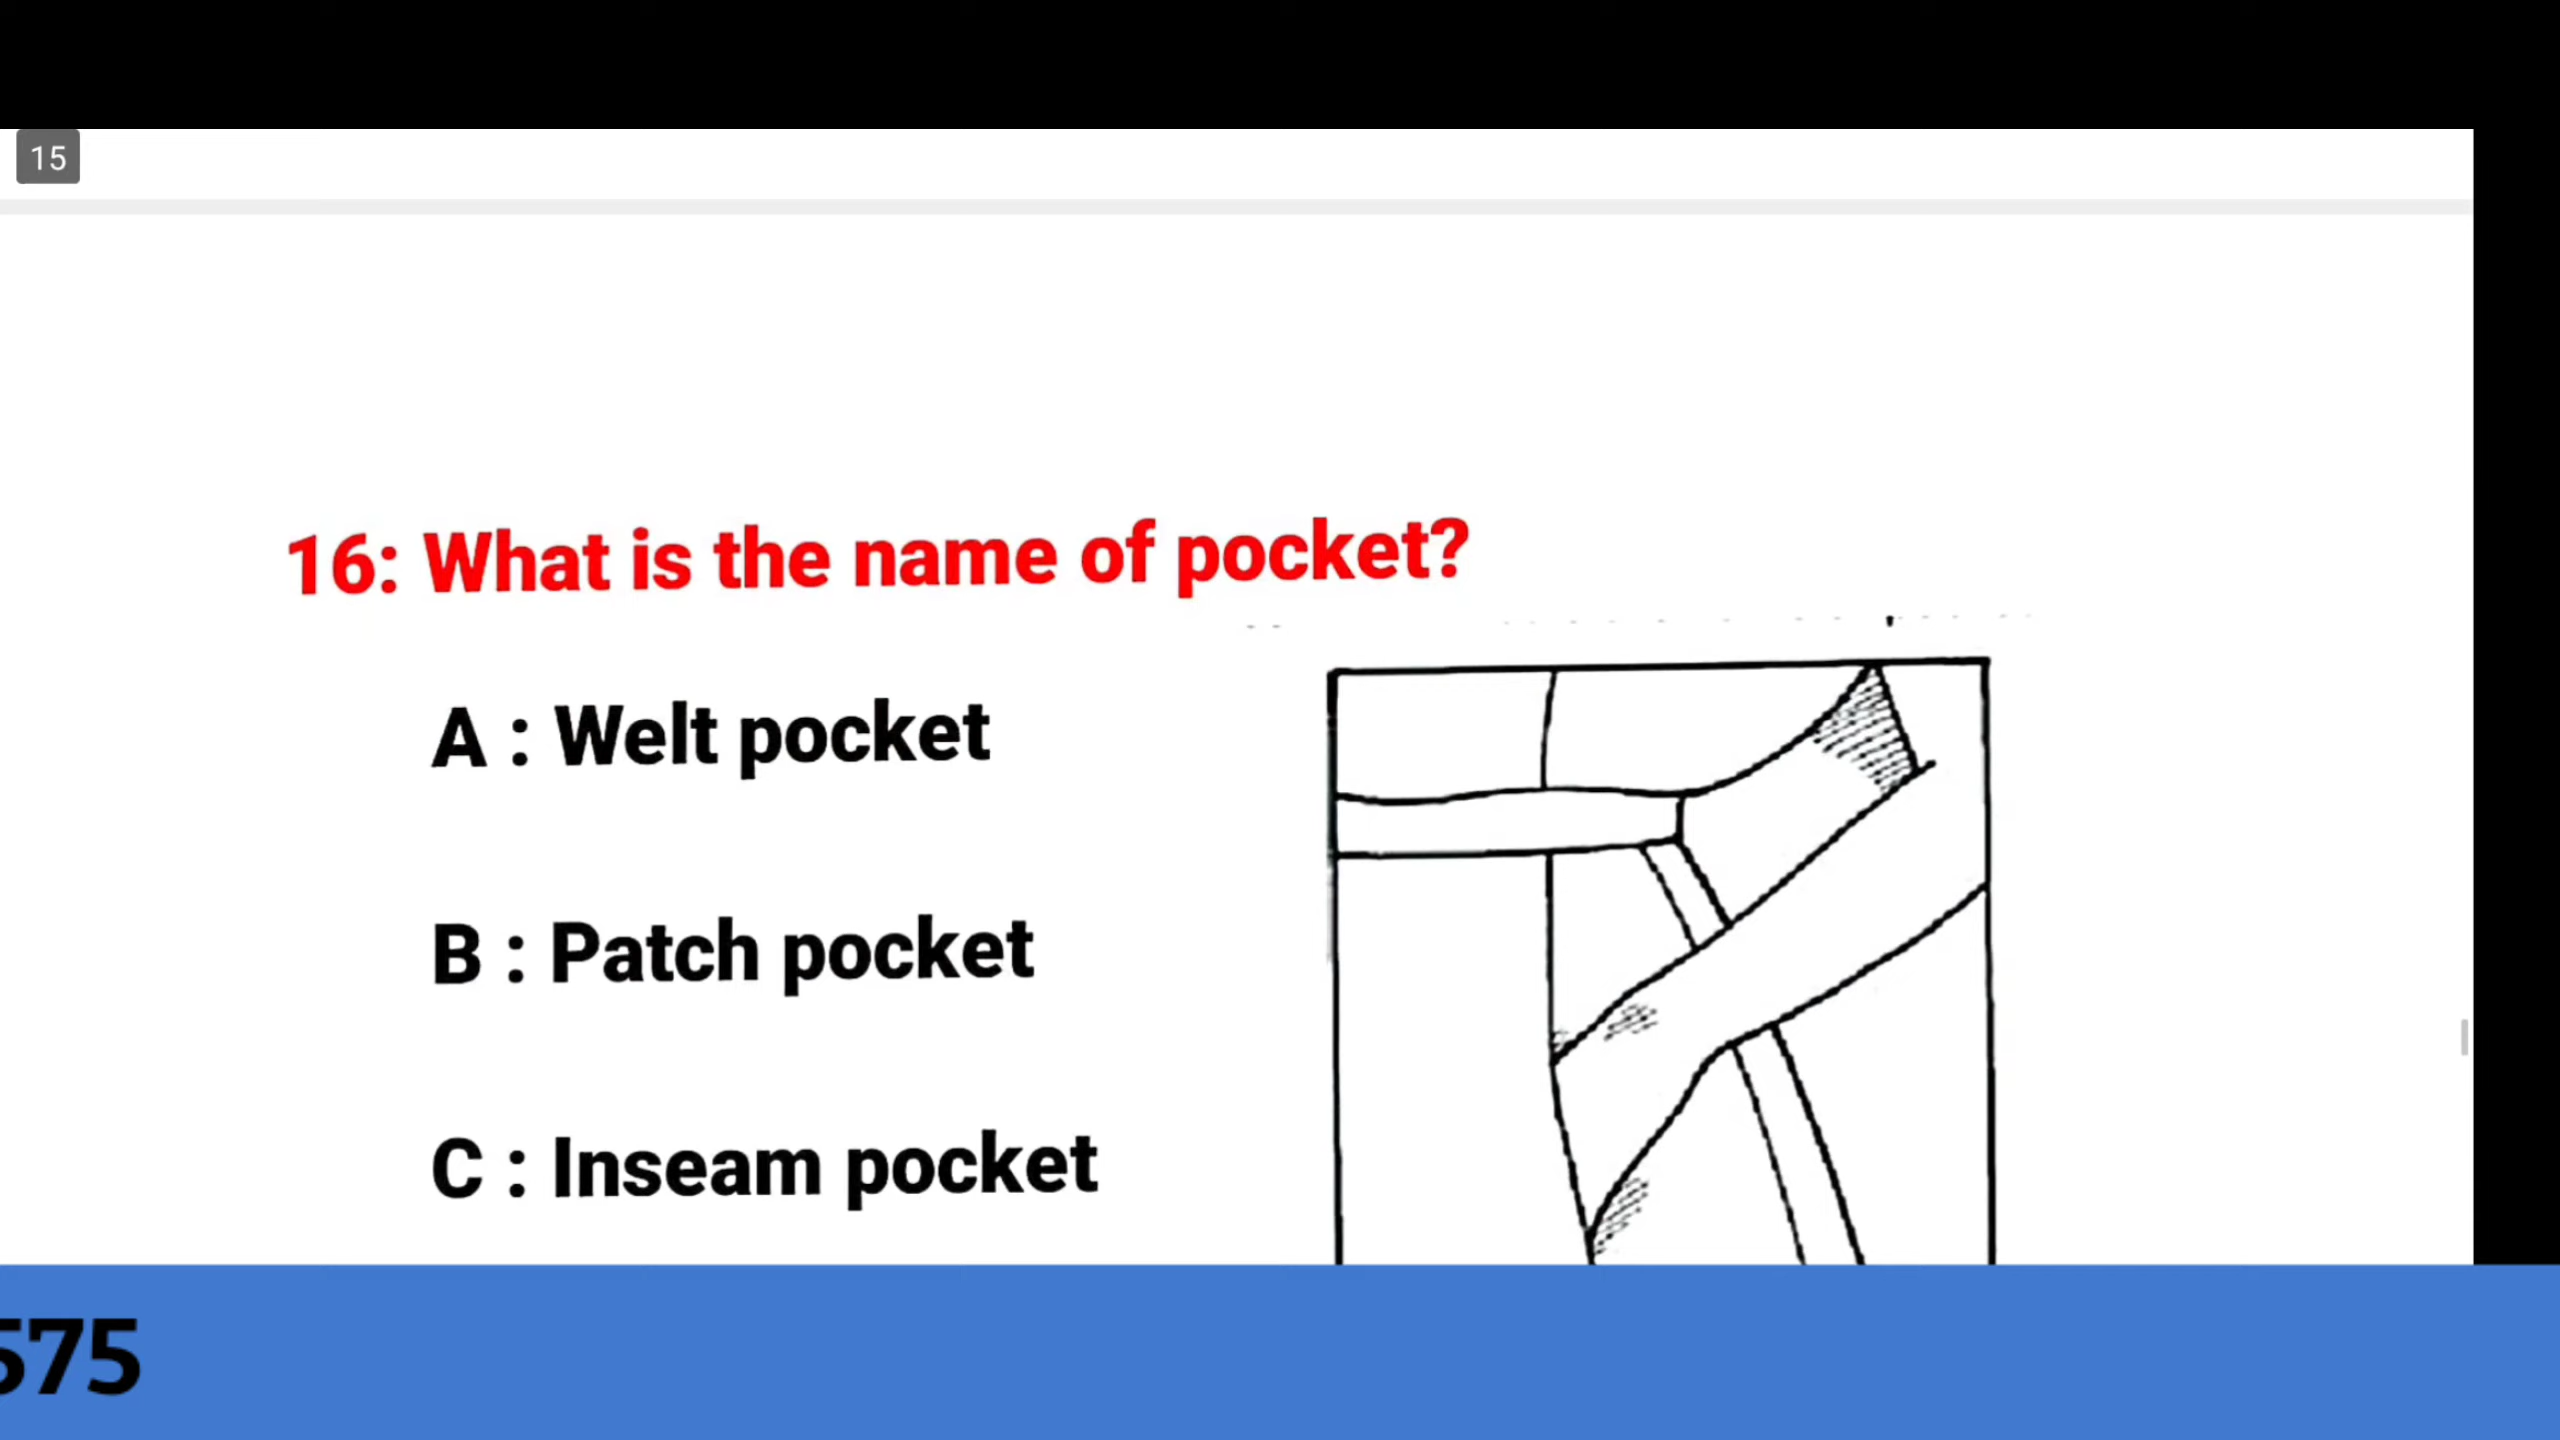 15
16: What is the name of pocket?
A : Welt pocket
B : Patch pocket
C : Inseam pocket
575